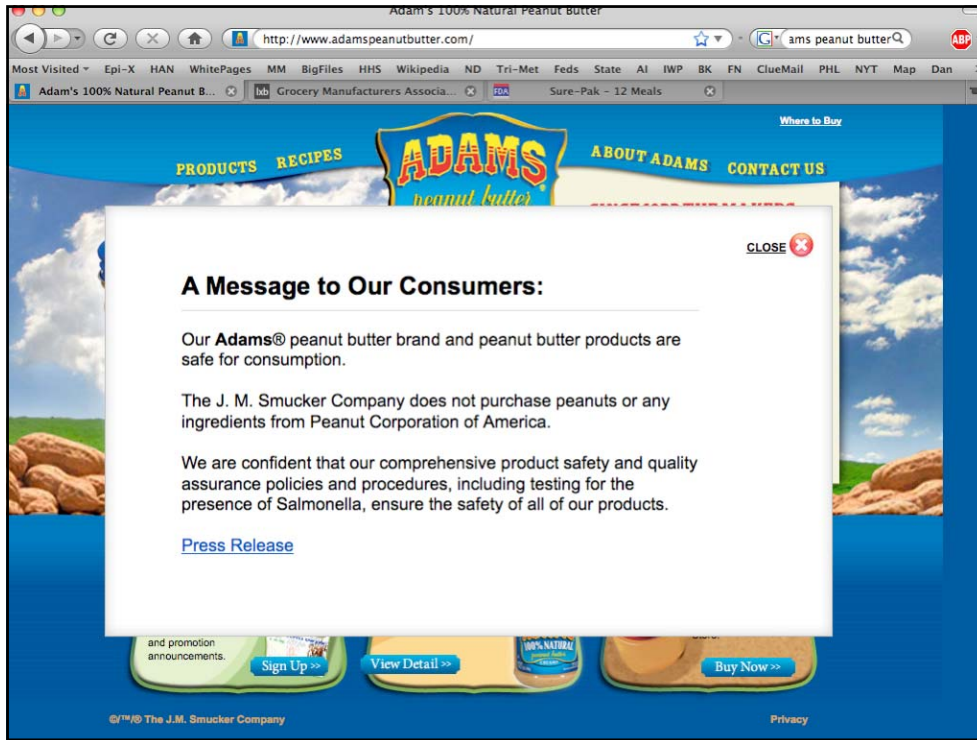 Adam's 100% Natural Peanut Butter
http://www.adamspeanutbutter.com/
ams peanut butter
ABP
Most Visited Epi-X HAN WhitePages MM BigFiles HHS Wikipedia ND Tri-Met Feds State AI IWP BK FN ClueMail PHL NYT Map Dan
Adam's 100% Natural Peanut B... Grocery Manufacturers Associa... FDA Sure-Pak - 12 Meals
Where to Buy
PRODUCTS RECIPES ADAMS ABOUT ADAMS CONTACT US
peanut butter
CLOSE
A Message to Our Consumers:
Our Adams® peanut butter brand and peanut butter products are
safe for consumption.
The J. M. Smucker Company does not purchase peanuts or any
ingredients from Peanut Corporation of America.
We are confident that our comprehensive product safety and quality
assurance policies and procedures, including testing for the
presence of Salmonella, ensure the safety of all of our products.
Press Release
and promotion
announcements.
100% NATURAL
Sign Up >> View Detail >> Buy Now >>
©/™/® The J.M. Smucker Company Privacy